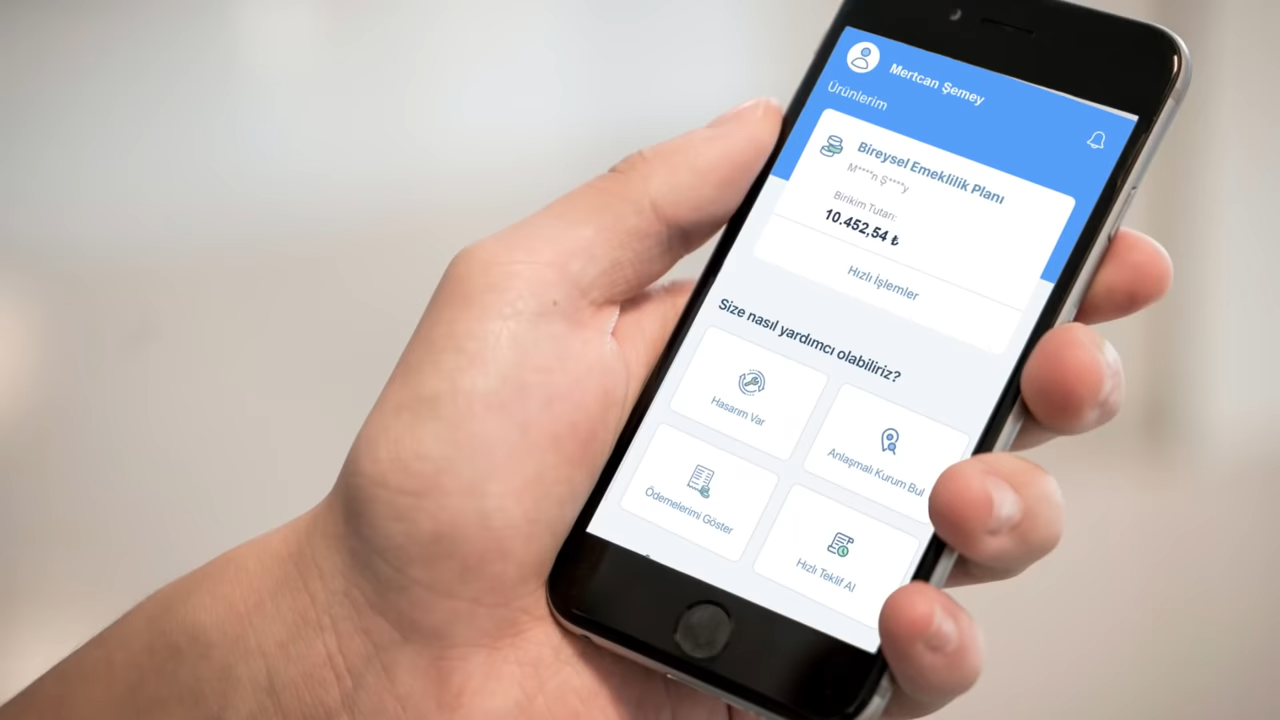 Mertcan Şemey
Ürünlerim
Bireysel Emeklilik Planı
M****n Ş****y
Birikim Tutarı:
10.452,54 ₺
Hızlı İşlemler
Size nasıl yardımcı olabiliriz?
Hasarım Var
Anlaşmalı Kurum Bul
Ödemelerimi Göster
Hızlı Teklif Al